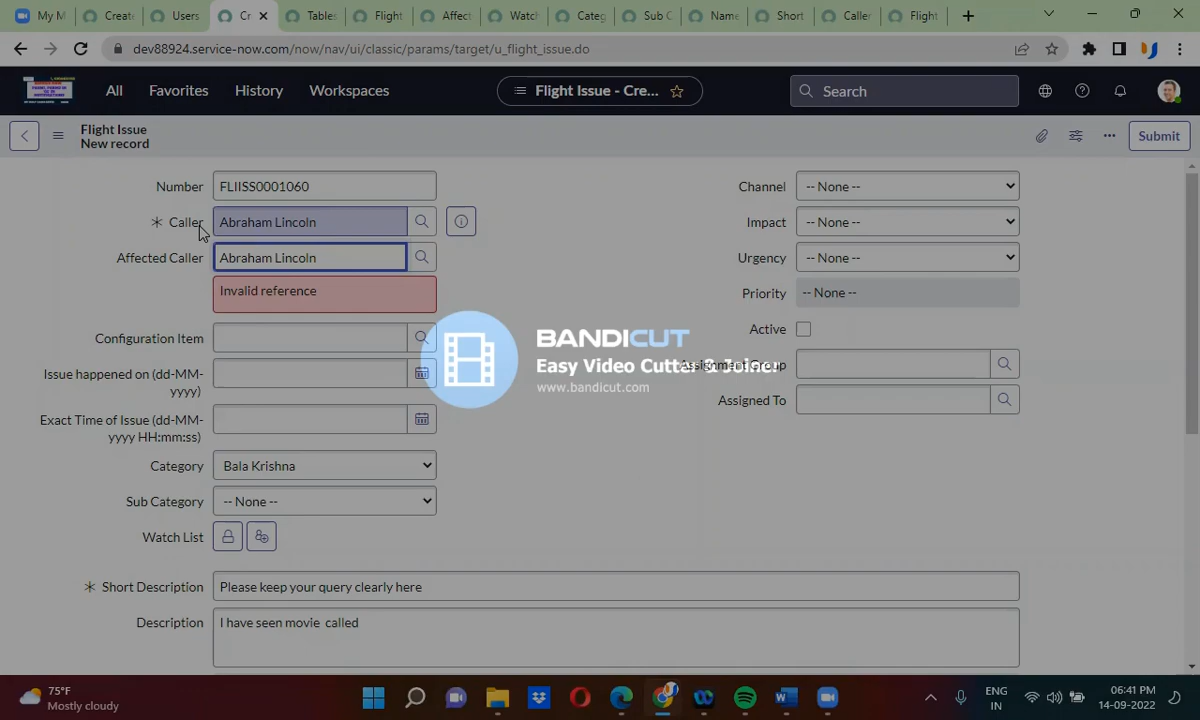 My M
Create
Users
Cr
Tables
Flight
Affect
Watch
Categ
Sub C
Name
Short
Caller
Flight
dev88924.service-now.com/now/nav/ui/classic/params/target/u_flight_issue.do
All
Favorites
History
Workspaces
Flight Issue - Cre...
Search
Flight Issue
New record
Submit
Number
FLIISS0001060
Channel
-- None --
Caller
Abraham Lincoln
Impact
-- None --
Affected Caller
Abraham Lincoln
Urgency
-- None --
Invalid reference
Priority
-- None --
Active
Configuration Item
BANDICUT
Easy Video Cutter & Joiner
www.bandicut.com
Assignment Group
Issue happened on (dd-MM-
yyyy)
Assigned To
Exact Time of Issue (dd-MM-
yyyy HH:mm:ss)
Category
Bala Krishna
Sub Category
-- None --
Watch List
Short Description
Please keep your query clearly here
Description
I have seen movie called
75°F
Mostly cloudy
ENG
IN
06:41 PM
14-09-2022